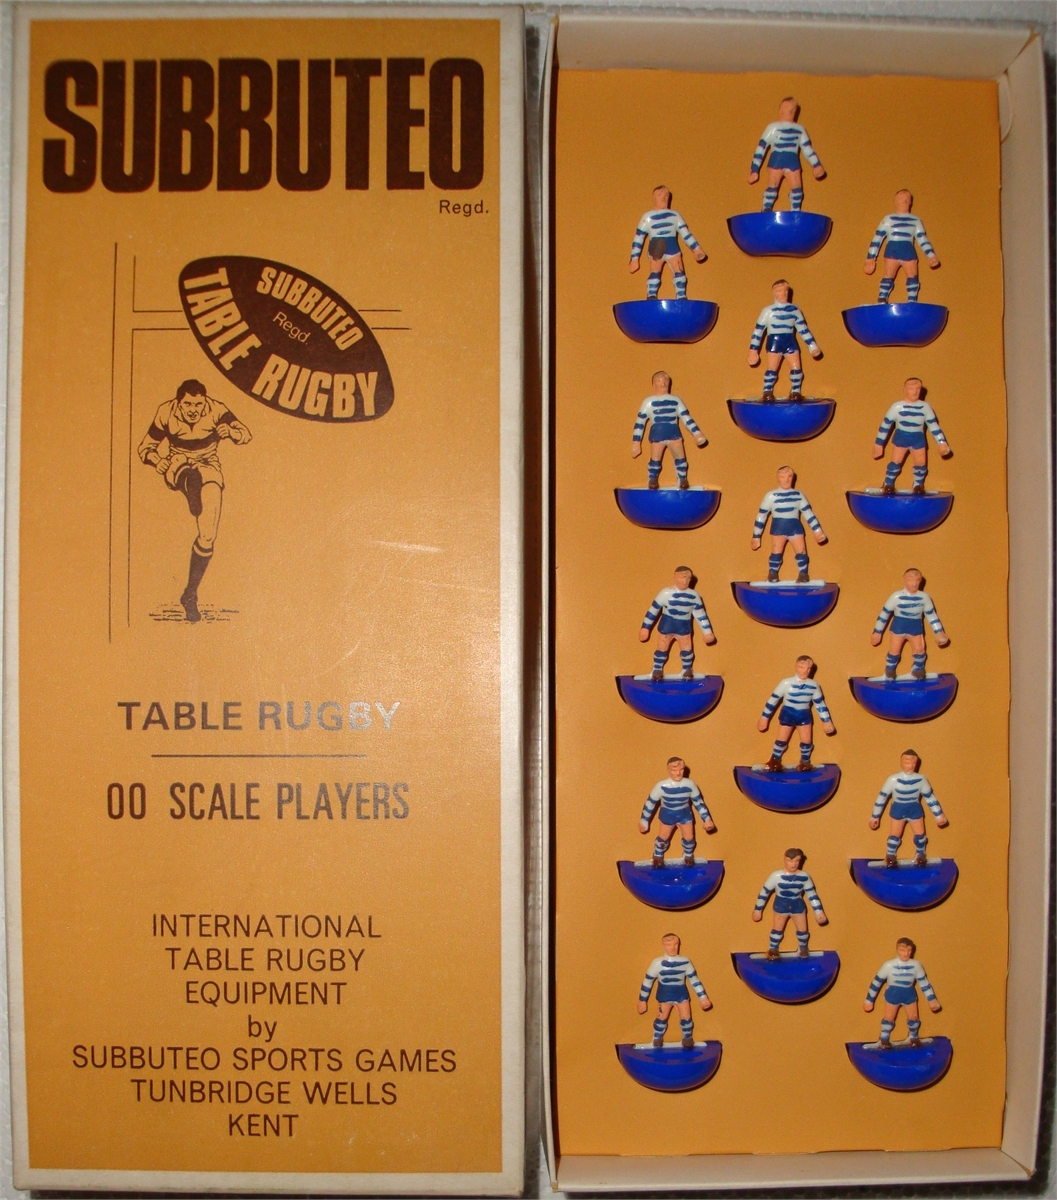 SUBBUTEO
Regd.
SUBBUTEO
Regd.
TABLE RUGBY
TABLE RUGBY
00 SCALE PLAYERS
INTERNATIONAL
TABLE RUGBY
EQUIPMENT
by
SUBBUTEO SPORTS GAMES
TUNBRIDGE WELLS
KENT